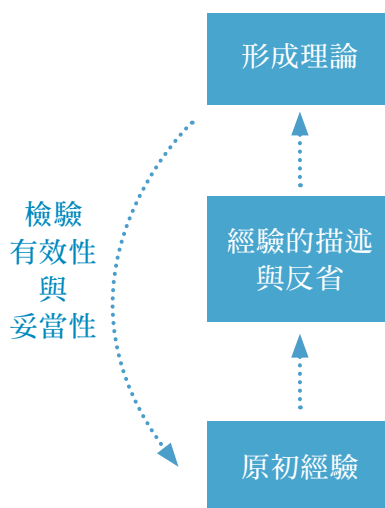 形成理論
檢驗
有效性
與
妥當性
經驗的描述
與反省
原初經驗